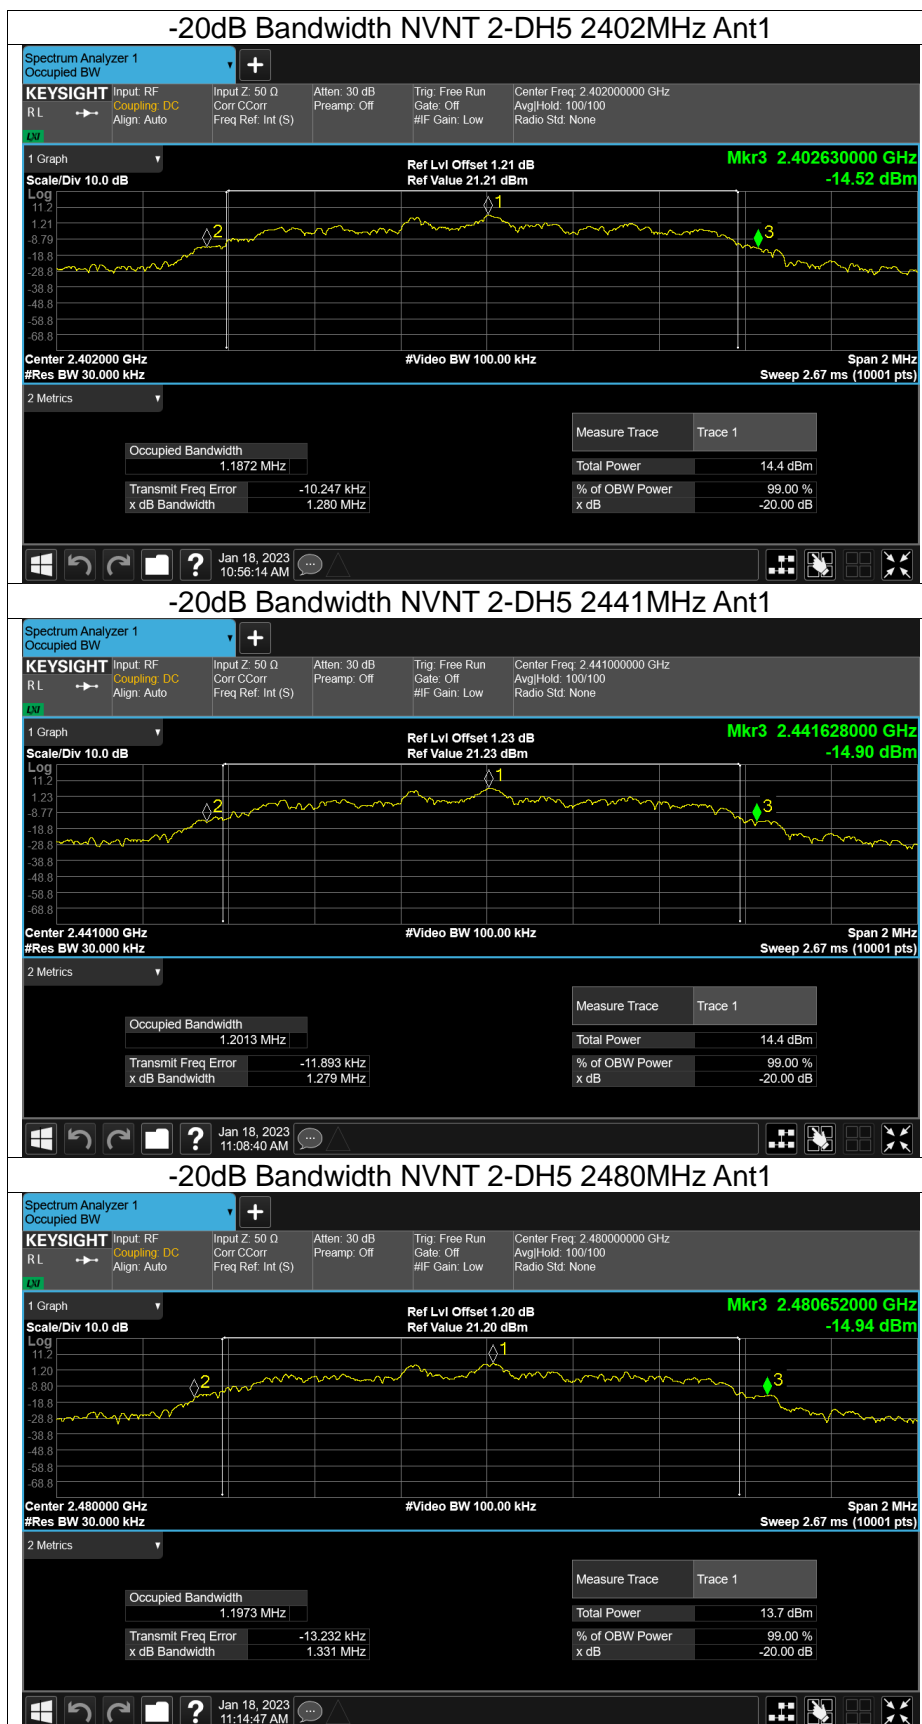 -20dB Bandwidth NVNT 2-DH5 2402MHz Ant1
Spectrum Analyzer 1
Occupied BW
KEYSIGHT
R L
LXI
Input: RF
Coupling: DC
Align: Auto
Input Z: 50 Ω
Corr CCorr
Freq Ref: Int (S)
Atten: 30 dB
Preamp: Off
Trig: Free Run
Gate: Off
#IF Gain: Low
Center Freq: 2.402000000 GHz
Avg|Hold: 100/100
Radio Std: None
1 Graph
Scale/Div 10.0 dB
Ref Lvl Offset 1.21 dB
Ref Value 21.21 dBm
Mkr3 2.402630000 GHz
-14.52 dBm
Log
11.2
1.21
-8.79
-18.8
-28.8
-38.8
-48.8
-58.8
-68.8
1
2
3
Center 2.402000 GHz
#Video BW 100.00 kHz
Span 2 MHz
#Res BW 30.000 kHz
Sweep 2.67 ms (10001 pts)
2 Metrics
Measure Trace Trace 1
Occupied Bandwidth
1.1872 MHz
Total Power 14.4 dBm
Transmit Freq Error -10.247 kHz
% of OBW Power 99.00 %
x dB Bandwidth 1.280 MHz
x dB -20.00 dB
Jan 18, 2023
10:56:14 AM
-20dB Bandwidth NVNT 2-DH5 2441MHz Ant1
Spectrum Analyzer 1
Occupied BW
KEYSIGHT
R L
LXI
Input: RF
Coupling: DC
Align: Auto
Input Z: 50 Ω
Corr CCorr
Freq Ref: Int (S)
Atten: 30 dB
Preamp: Off
Trig: Free Run
Gate: Off
#IF Gain: Low
Center Freq: 2.441000000 GHz
Avg|Hold: 100/100
Radio Std: None
1 Graph
Scale/Div 10.0 dB
Ref Lvl Offset 1.23 dB
Ref Value 21.23 dBm
Mkr3 2.441628000 GHz
-14.90 dBm
Log
11.2
1.23
-8.77
-18.8
-28.8
-38.8
-48.8
-58.8
-68.8
1
2
3
Center 2.441000 GHz
#Video BW 100.00 kHz
Span 2 MHz
#Res BW 30.000 kHz
Sweep 2.67 ms (10001 pts)
2 Metrics
Measure Trace Trace 1
Occupied Bandwidth
1.2013 MHz
Total Power 14.4 dBm
Transmit Freq Error -11.893 kHz
% of OBW Power 99.00 %
x dB Bandwidth 1.279 MHz
x dB -20.00 dB
Jan 18, 2023
11:08:40 AM
-20dB Bandwidth NVNT 2-DH5 2480MHz Ant1
Spectrum Analyzer 1
Occupied BW
KEYSIGHT
R L
LXI
Input: RF
Coupling: DC
Align: Auto
Input Z: 50 Ω
Corr CCorr
Freq Ref: Int (S)
Atten: 30 dB
Preamp: Off
Trig: Free Run
Gate: Off
#IF Gain: Low
Center Freq: 2.480000000 GHz
Avg|Hold: 100/100
Radio Std: None
1 Graph
Scale/Div 10.0 dB
Ref Lvl Offset 1.20 dB
Ref Value 21.20 dBm
Mkr3 2.480652000 GHz
-14.94 dBm
Log
11.2
1.20
-8.80
-18.8
-28.8
-38.8
-48.8
-58.8
-68.8
1
2
3
Center 2.480000 GHz
#Video BW 100.00 kHz
Span 2 MHz
#Res BW 30.000 kHz
Sweep 2.67 ms (10001 pts)
2 Metrics
Measure Trace Trace 1
Occupied Bandwidth
1.1973 MHz
Total Power 13.7 dBm
Transmit Freq Error -13.232 kHz
% of OBW Power 99.00 %
x dB Bandwidth 1.331 MHz
x dB -20.00 dB
Jan 18, 2023
11:14:47 AM